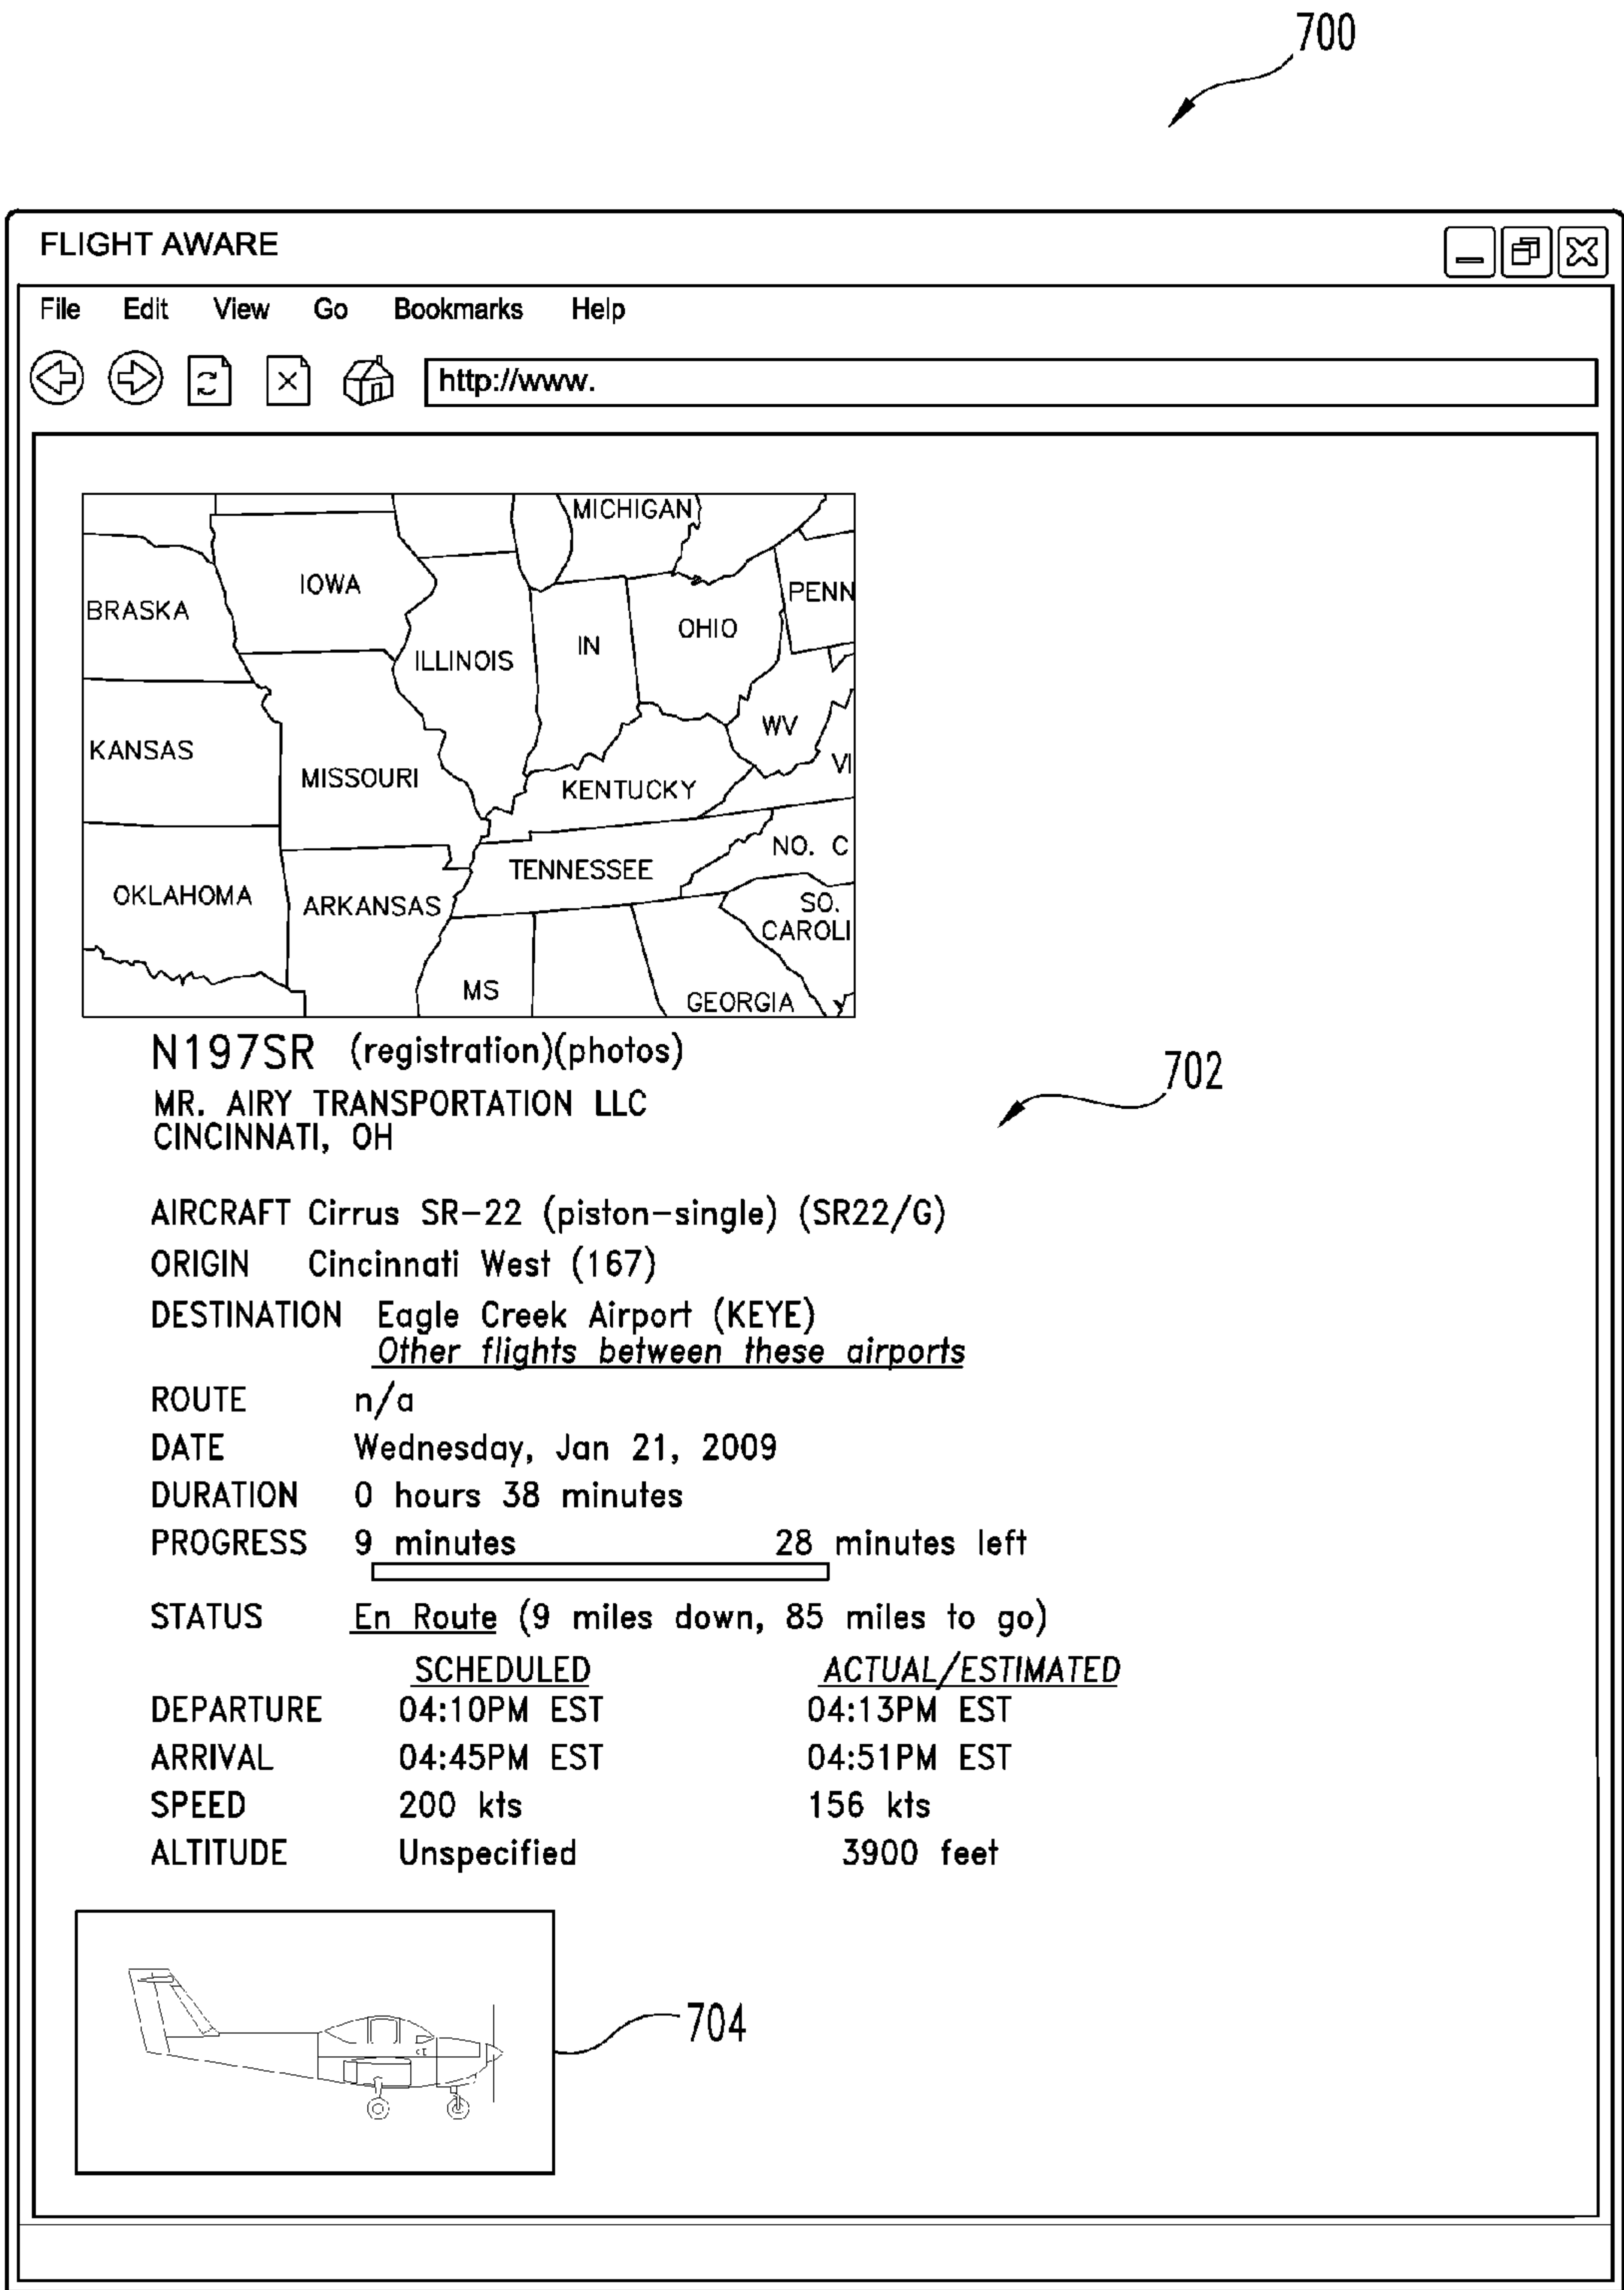 700
FLIGHT AWARE
File Edit View Go Bookmarks Help
http://www.
MICHIGAN
IOWA
PENN
BRASKA
OHIO
IN
ILLINOIS
WV
KANSAS
VI
MISSOURI
KENTUCKY
NO. C
TENNESSEE
OKLAHOMA
ARKANSAS
SO.
CAROLI
MS
GEORGIA
N197SR (registration)(photos)
702
MR. AIRY TRANSPORTATION LLC
CINCINNATI, OH
AIRCRAFT Cirrus SR-22 (piston-single) (SR22/G)
ORIGIN Cincinnati West (167)
DESTINATION Eagle Creek Airport (KEYE)
Other flights between these airports
ROUTE n/a
DATE Wednesday, Jan 21, 2009
DURATION 0 hours 38 minutes
PROGRESS 9 minutes 28 minutes left
STATUS En Route (9 miles down, 85 miles to go)
SCHEDULED ACTUAL/ESTIMATED
DEPARTURE 04:10PM EST 04:13PM EST
ARRIVAL 04:45PM EST 04:51PM EST
SPEED 200 kts 156 kts
ALTITUDE Unspecified 3900 feet
704